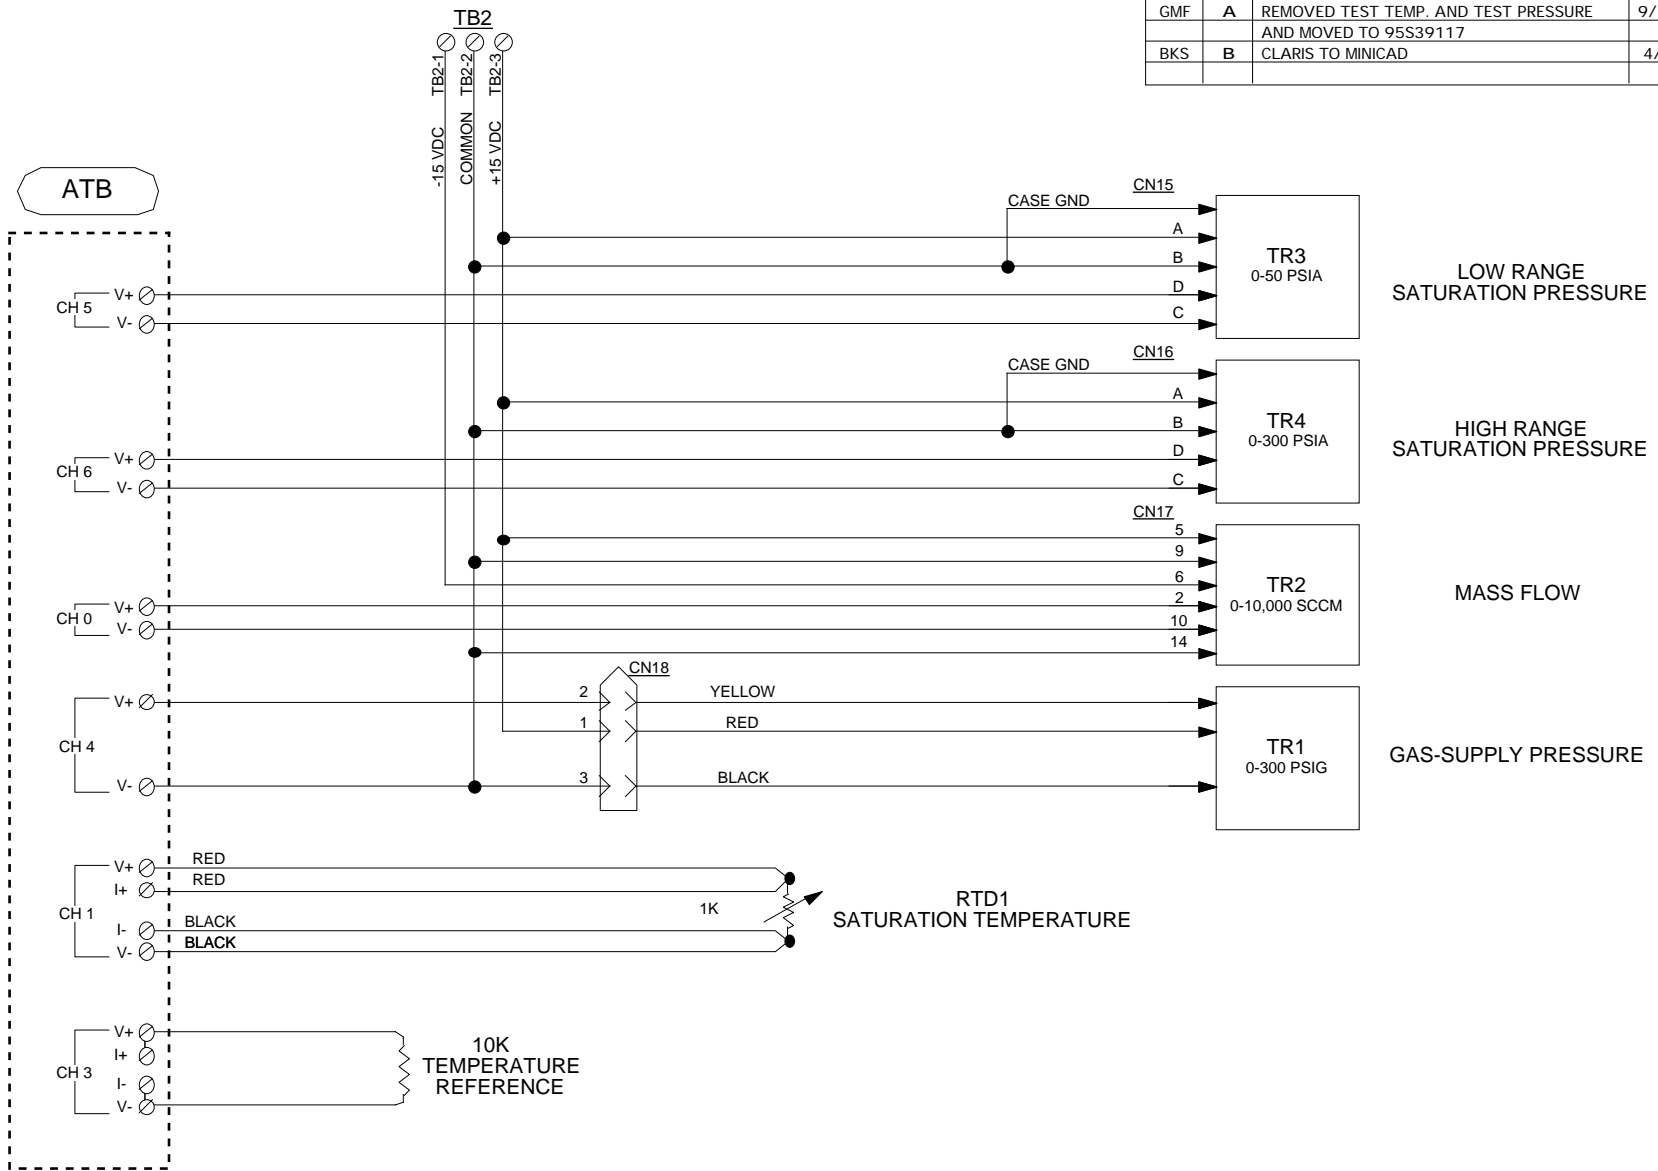 GMF A REMOVED TEST TEMP. AND TEST PRESSURE 9/
AND MOVED TO 95S39117
BKS B CLARIS TO MINICAD 4/
TB2
TB2-1
TB2-2
TB2-3
-15 VDC
COMMON
+15 VDC
ATB
CN15
CASE GND
A
B
D
C
TR3
0-50 PSIA
LOW RANGE
SATURATION PRESSURE
CH 5
V+
V-
CN16
CASE GND
A
B
D
C
TR4
0-300 PSIA
HIGH RANGE
SATURATION PRESSURE
CH 6
V+
V-
CN17
5
9
6
2
10
14
TR2
0-10,000 SCCM
MASS FLOW
CH 0
V+
V-
CN18
2
1
3
YELLOW
RED
BLACK
TR1
0-300 PSIG
GAS-SUPPLY PRESSURE
CH 4
V+
V-
CH 1
V+
I+
I-
V-
RED
RED
BLACK
BLACK
1K
RTD1
SATURATION TEMPERATURE
CH 3
V+
I+
I-
V-
10K
TEMPERATURE
REFERENCE